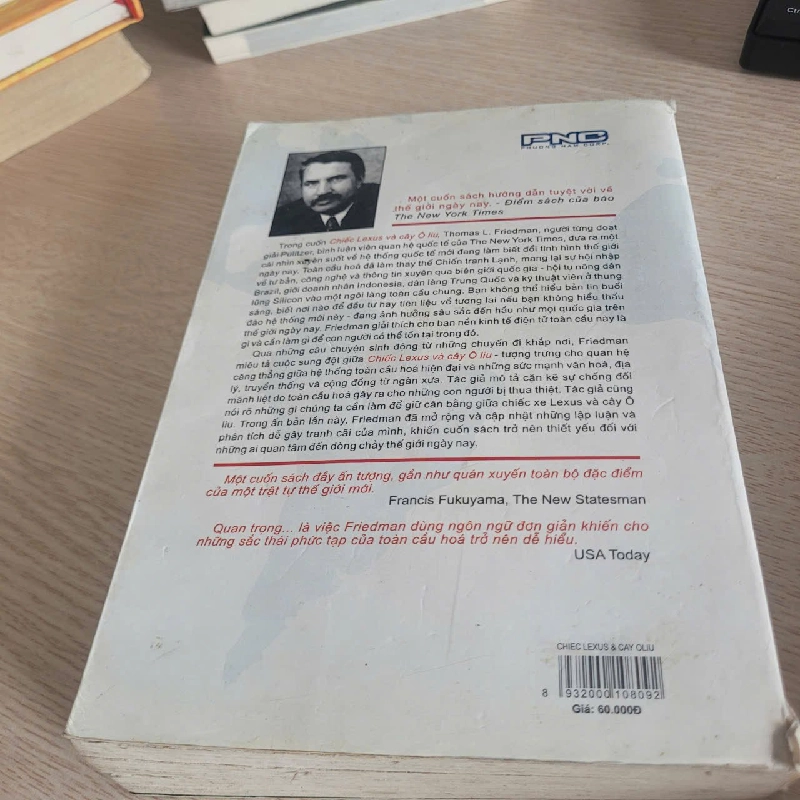 PNC
PHUONG NAM CORP.
... Một cuốn sách hướng dẫn tuyệt vời về
thế giới ngày nay. - Điểm sách của báo
The New York Times
Trong cuốn Chiếc Lexus và cây Ô liu, Thomas L. Friedman, người từng đoạt
giải Pulitzer, bình luận viên quan hệ quốc tế của The New York Times, đưa ra một
cái nhìn xuyên suốt về hệ thống quốc tế mới đang làm biết đổi tình hình thế giới
ngày nay. Toàn cầu hoá đã làm thay thế Chiến tranh Lạnh, mang lại sự hội nhập
về tư bản, công nghệ và thông tin xuyên qua biên giới quốc gia - hội tụ nông dân
Brazil, giới doanh nhân Indonesia, dân làng Trung Quốc và kỹ thuật viên ở thung
lũng Silicon vào một ngôi làng toàn cầu chung. Bạn không thể hiểu bản tin buổi
sáng, biết nơi nào để đầu tư hay tiên liệu về tương lai nếu bạn không hiểu thấu
đáo hệ thống mới này - đang ảnh hưởng sâu sắc đến hầu như mọi quốc gia trên
thế giới ngày nay. Friedman giải thích cho bạn nền kinh tế điện tử toàn cầu này là
gì và cần làm gì để con người có thể tồn tại trong đó.
Qua những câu chuyện sinh động từ những chuyến đi khắp nơi, Friedman
miêu tả cuộc xung đột giữa Chiếc Lexus và cây Ô liu - tượng trưng cho quan hệ
căng thẳng giữa hệ thống toàn cầu hoá hiện đại và những sức mạnh văn hoá, địa
lý, truyền thống và cộng đồng từ ngàn xưa. Tác giả mô tả cặn kẽ sự chống đối
mãnh liệt do toàn cầu hoá gây ra cho những con người bị thua thiệt. Tác giả cũng
nói rõ những gì chúng ta cần làm để giữ cân bằng giữa chiếc xe Lexus và cây Ô
liu. Trong ấn bản lần này, Friedman đã mở rộng và cập nhật những lập luận và
phân tích dễ gây tranh cãi của mình, khiến cuốn sách trở nên thiết yếu đối với
những ai quan tâm đến dòng chảy thế giới ngày nay.
Một cuốn sách đầy ấn tượng, gần như quán xuyến toàn bộ đặc điểm
của một trật tự thế giới mới.
Francis Fukuyama, The New Statesman
Quan trọng... là việc Friedman dùng ngôn ngữ đơn giản khiến cho
những sắc thái phức tạp của toàn cầu hoá trở nên dễ hiểu.
USA Today
CHIEC LEXUS & CAY OLIU
8 932000 108092
Giá: 60.000Đ